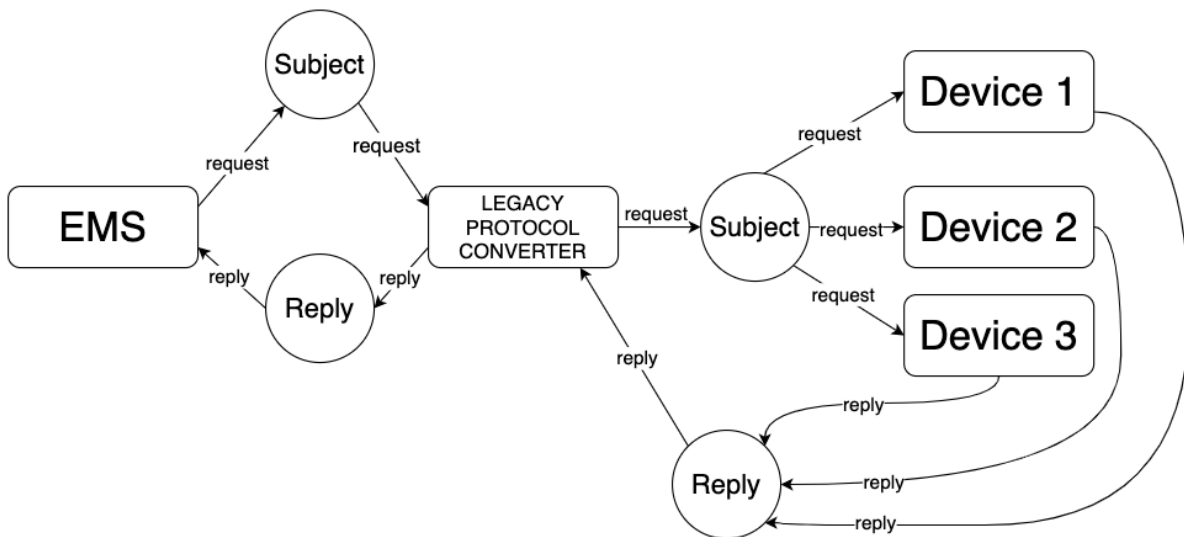 Subject
request
request
EMS
reply
reply
Reply
LEGACY
PROTOCOL
CONVERTER
request
Subject
request
request
request
Device 1
Device 2
Device 3
reply
reply
reply
reply
Reply